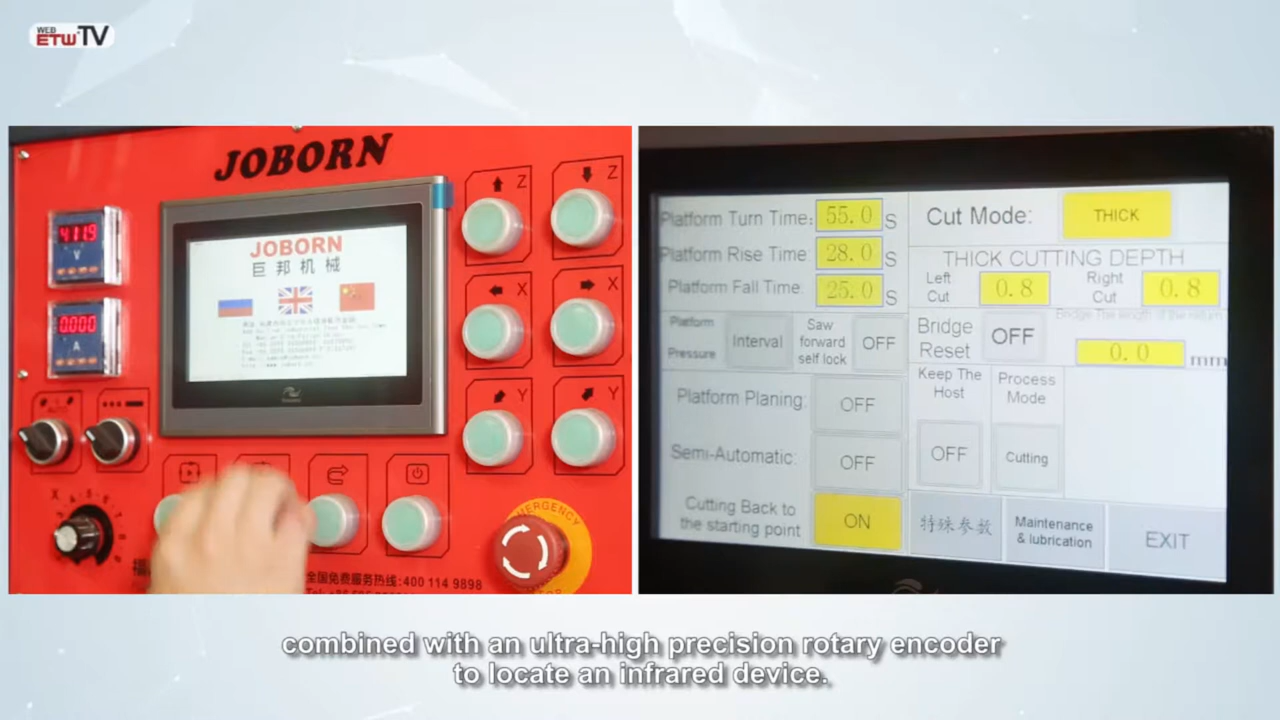 WEB
ETW TV
JOBORN
411.9
V
0.000
A
AUTO
JOBORN
巨邦机械
Z
Z
X
X
Y
Y
X
EMERGENCY
全国免费服务热线:400 114 9898
Platform Turn Time: 55.0 S
Platform Rise Time: 28.0 S
Platform Fall Time: 25.0 S
Platform
Pressure
Interval
Saw
forward
self lock
OFF
Platform Planing: OFF
Semi-Automatic: OFF
Cutting Back to
the starting point
ON
Cut Mode: THICK
THICK CUTTING DEPTH
Left
Cut
0.8
Right
Cut
0.8
Bridge
Reset
OFF
0.0 mm
Keep The
Host
OFF
Process
Mode
Cutting
特殊参数
Maintenance
& lubrication
EXIT
combined with an ultra-high precision rotary encoder
to locate an infrared device.